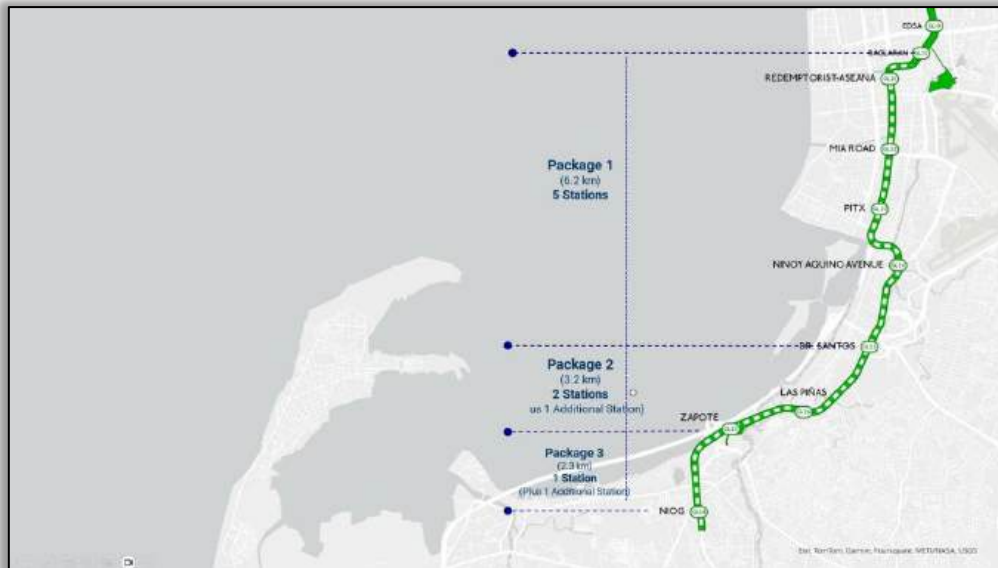 EDSA
BACLARAN
REDEMPTORIST-ASEANA
MIA ROAD
Package 1
(6.2 km)
5 Stations
PITX
NINOY AQUINO AVENUE
DR. SANTOS
Package 2
(3.2 km)
2 Stations
us 1 Additional Station)
LAS PIÑAS
ZAPOTE
Package 3
(2.3 km)
1 Station
(Plus 1 Additional Station)
NIOG
Esri, TomTom, Garmin, Foursquare, METI/NASA, USGS